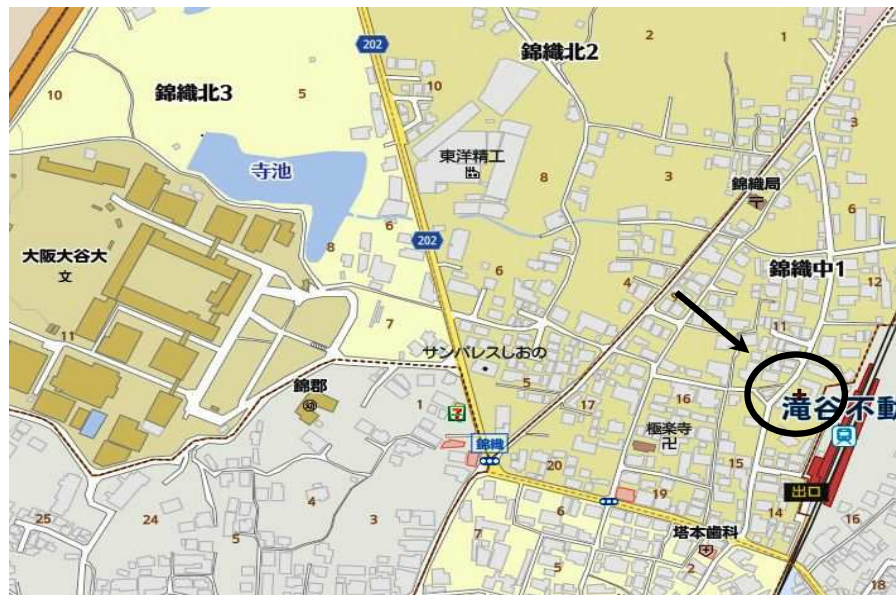 202
錦織北2
2
1
10
錦織北3
5
10
3
東洋精工
8
3
寺池
錦織局
6
6
202
大阪大谷大
文
8
6
錦織中1
12
4
9
7
11
11
サンパレスしおの
5
16
錦郡
1
7
17
滝谷不動
極楽寺
錦織
20
15
19
出口
4
14
25
24
3
5
7
6
塔本歯科
16
5
2
18